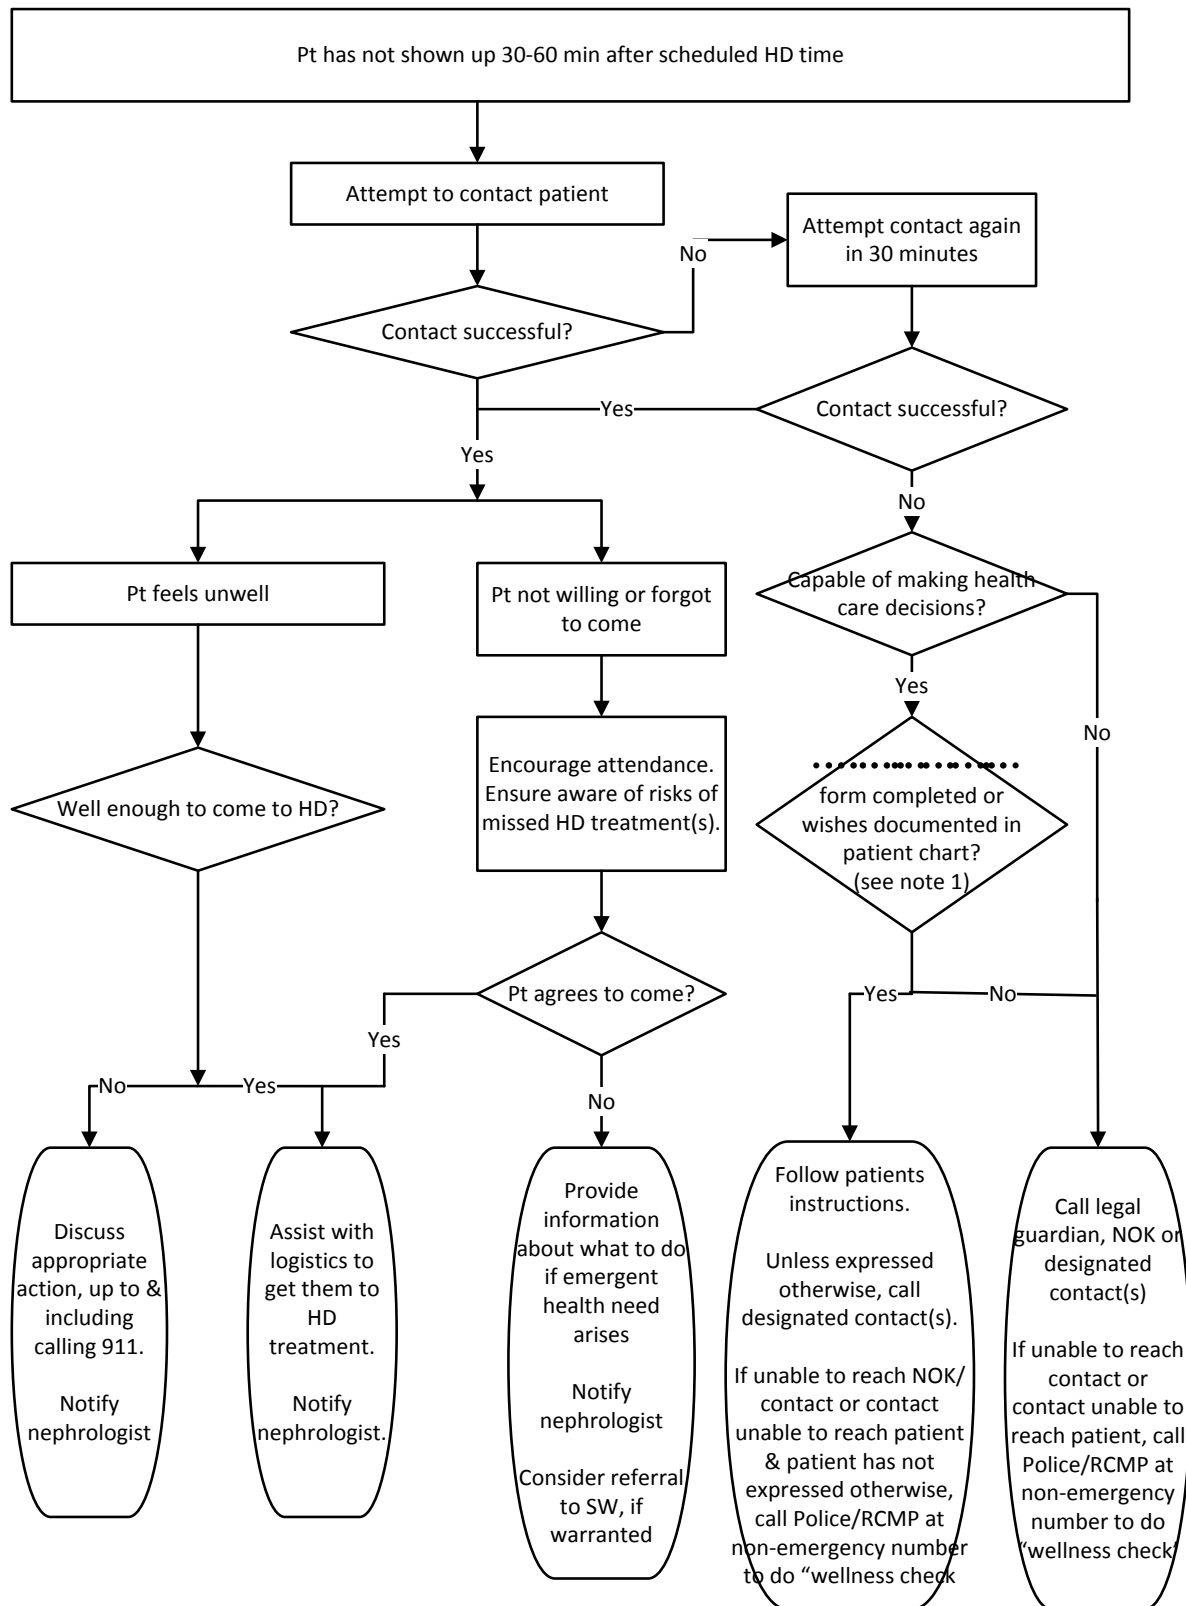 Pt has not shown up 30-60 min after scheduled HD time
Attempt to contact patient
Attempt contact again
in 30 minutes
No
Contact successful?
Contact successful?
Yes
Yes
No
Pt feels unwell
Pt not willing or forgot
to come
Capable of making health
care decisions?
Yes
No
Well enough to come to HD?
Encourage attendance.
Ensure aware of risks of
missed HD treatment(s).
form completed or
wishes documented in
patient chart?
(see note 1)
Pt agrees to come?
Yes
No
Yes
No
Yes
No
Discuss
appropriate
action, up to &
including
calling 911.
Notify
nephrologist
Assist with
logistics to
get them to
HD
treatment.
Notify
nephrologist.
Provide
information
about what to do
if emergent
health need
arises
Notify
nephrologist
Consider referral
to SW, if
warranted
Follow patients
instructions.
Unless expressed
otherwise, call
designated contact(s).
If unable to reach NOK/
contact or contact
unable to reach patient
& patient has not
expressed otherwise,
call Police/RCMP at
non-emergency number
to do “wellness check
Call legal
guardian, NOK or
designated
contact(s)
If unable to reach
contact or
contact unable to
reach patient, call
Police/RCMP at
non-emergency
number to do
“wellness check”